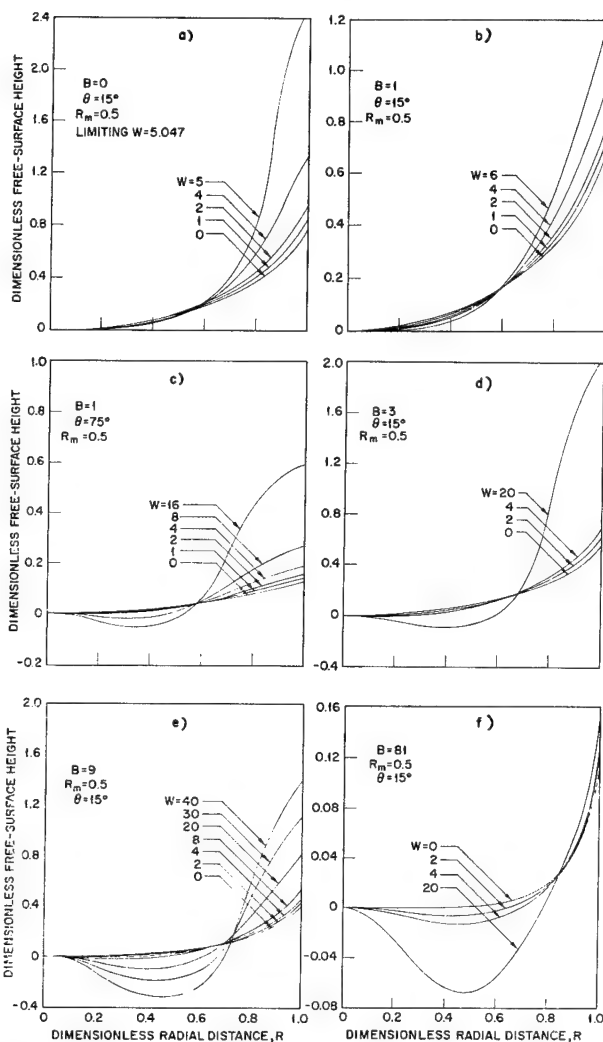 a)
DIMENSIONLESS FREE-SURFACE HEIGHT
2.4
2.0
1.6
1.2
0.8
0.4
0
B=0
θ=15°
Rm=0.5
LIMITING W=5.047
W=5
4
2
1
0
b)
1.2
1.0
0.8
0.6
0.4
0.2
0
B=1
θ=15°
Rm=0.5
W=6
4
2
1
0
c)
DIMENSIONLESS FREE-SURFACE HEIGHT
1.0
0.8
0.6
0.4
0.2
0
-0.2
B=1
θ=75°
Rm=0.5
W=16
8
4
2
1
0
d)
2.0
1.6
1.2
0.8
0.4
0
-0.4
B=3
θ=15°
Rm=0.5
W=20
4
2
0
e)
DIMENSIONLESS FREE-SURFACE HEIGHT
2.0
1.6
1.2
0.8
0.4
0
-0.4
B=9
Rm=0.5
θ=15°
W=40
30
20
8
4
2
0
0 0.2 0.4 0.6 0.8 1.0
DIMENSIONLESS RADIAL DISTANCE, R
f)
0.16
0.12
0.08
0.04
0
-0.04
-0.08
B=81
Rm=0.5
θ=15°
W=0
2
4
20
0 0.2 0.4 0.6 0.8 1.0
DIMENSIONLESS RADIAL DISTANCE, R